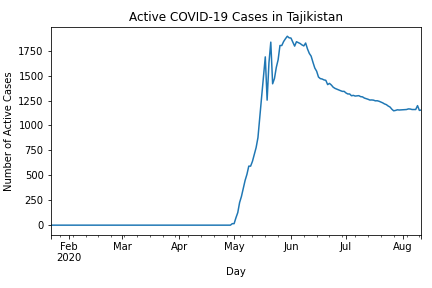 Active COVID-19 Cases in Tajikistan
Number of Active Cases
1750
1500
1250
1000
750
500
250
0
Feb Mar Apr May Jun Jul Aug
2020
Day